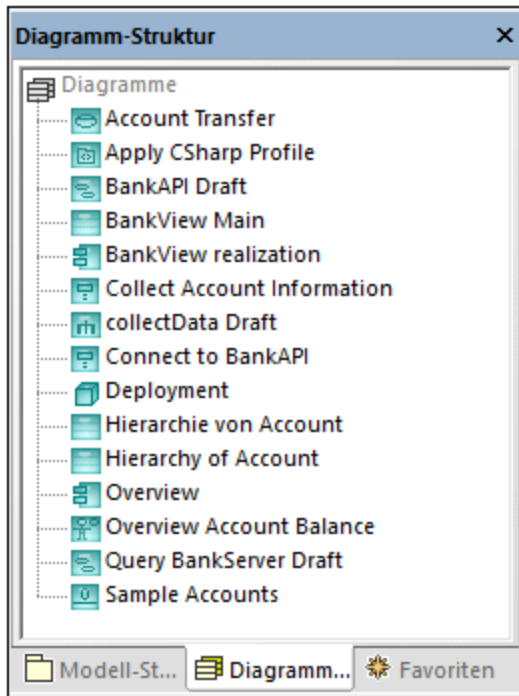 Diagramm-Struktur
Diagramme
Account Transfer
Apply CSharp Profile
BankAPI Draft
BankView Main
BankView realization
Collect Account Information
collectData Draft
Connect to BankAPI
Deployment
Hierarchie von Account
Hierarchy of Account
Overview
Overview Account Balance
Query BankServer Draft
Sample Accounts
Modell-St... Diagramm... Favoriten